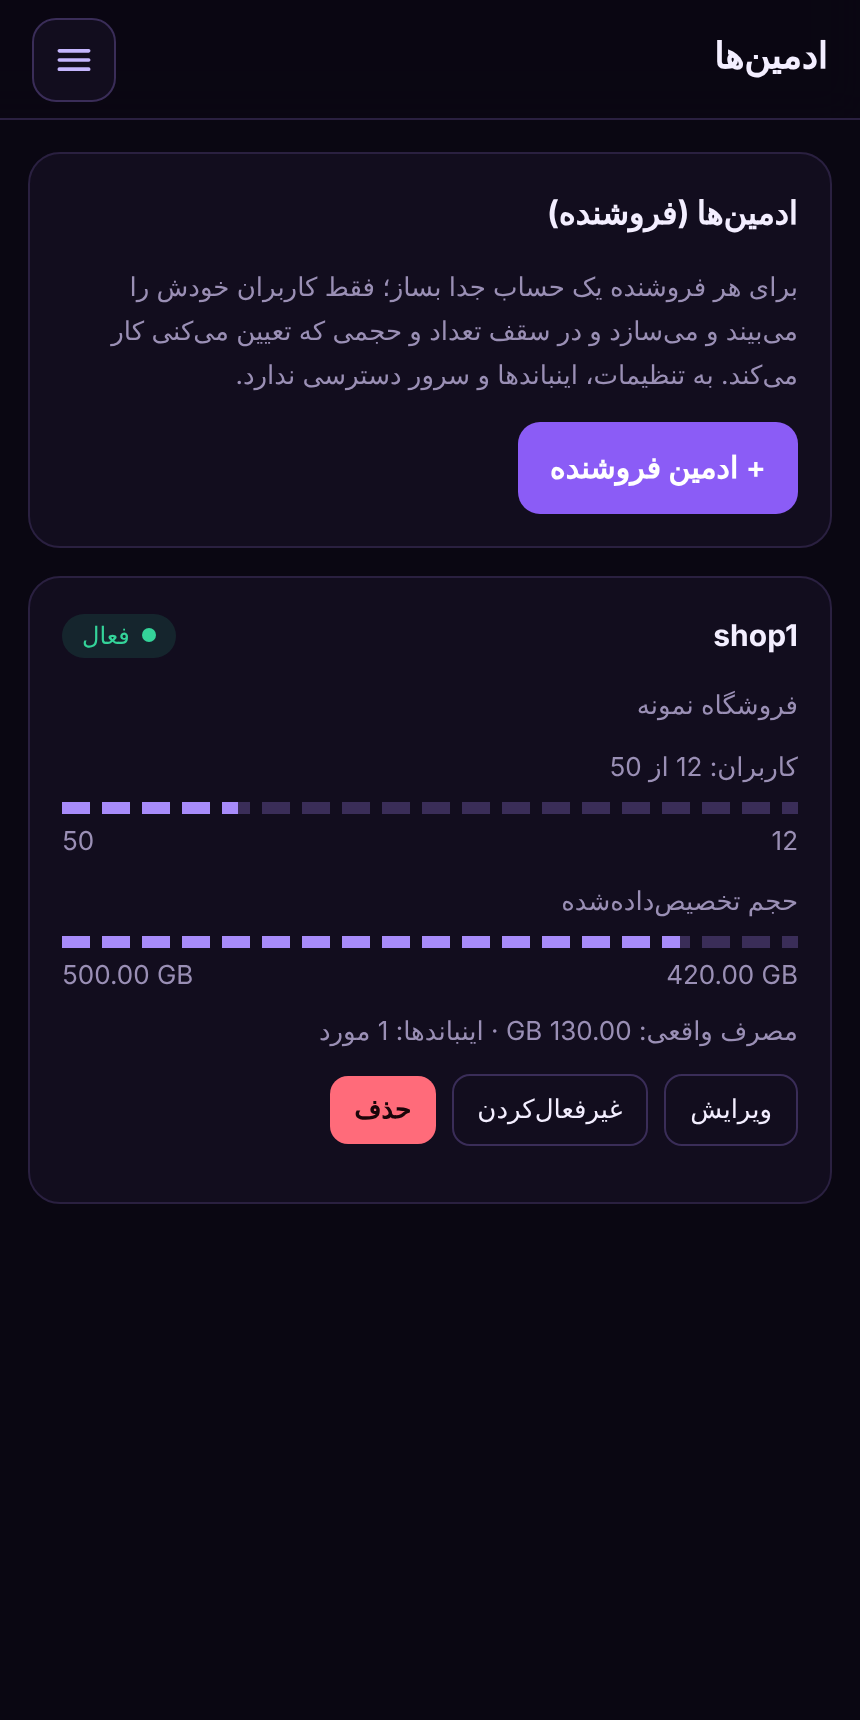 ادمین‌ها
ادمین‌ها (فروشنده)
برای هر فروشنده یک حساب جدا بساز؛ فقط کاربران خودش را
می‌بیند و می‌سازد و در سقف تعداد و حجمی که تعیین می‌کنی کار
می‌کند. به تنظیمات، اینباندها و سرور دسترسی ندارد.
+ ادمین فروشنده
shop1
فعال
فروشگاه نمونه
کاربران: 12 از 50
12
50
حجم تخصیص‌داده‌شده
420.00 GB
500.00 GB
مصرف واقعی: 130.00 GB · اینباندها: 1 مورد
ویرایش
غیرفعال‌کردن
حذف